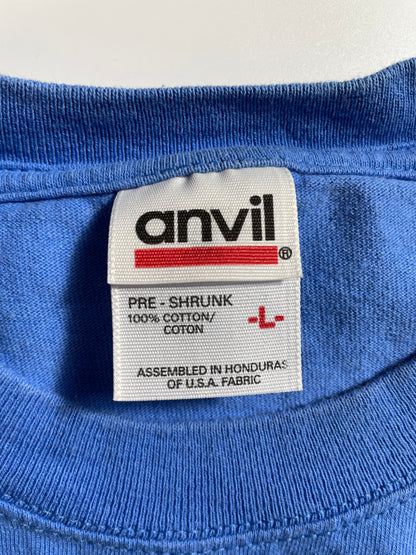 anvil®
PRE - SHRUNK
100% COTTON/
COTON
-L-
ASSEMBLED IN HONDURAS
OF U.S.A. FABRIC